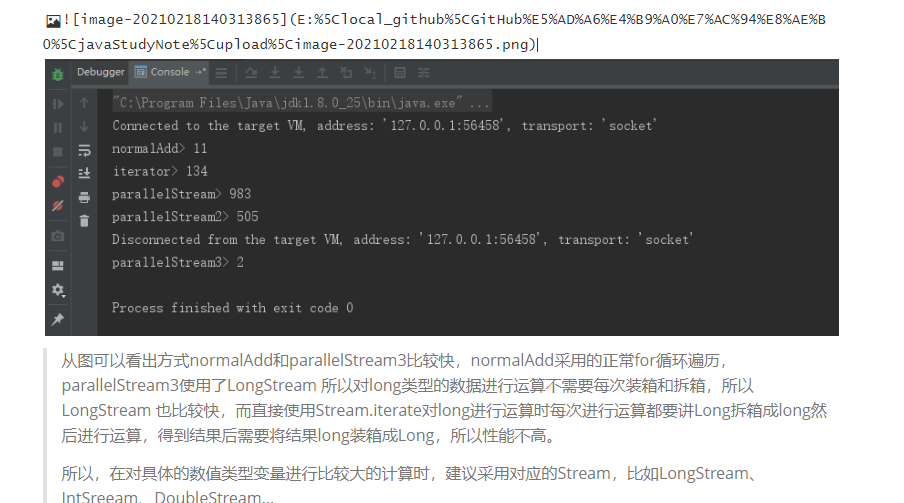 ![image-20210218140313865](E:%5Clocal_github%5CGitHub%E5%AD%A6%E4%B9%A0%E7%AC%94%E8%AE%B
0%5CjavaStudyNote%5Cupload%5Cimage-20210218140313865.png)
Debugger Console
"C:\Program Files\Java\jdk1.8.0_25\bin\java.exe" ...
Connected to the target VM, address: '127.0.0.1:56458', transport: 'socket'
normalAdd> 11
iterator> 134
parallelStream> 983
parallelStream2> 505
Disconnected from the target VM, address: '127.0.0.1:56458', transport: 'socket'
parallelStream3> 2
Process finished with exit code 0
从图可以看出方式normalAdd和parallelStream3比较快，normalAdd采用的正常for循环遍历，
parallelStream3使用了LongStream 所以对long类型的数据进行运算不需要每次装箱和拆箱，所以
LongStream 也比较快，而直接使用Stream.iterate对long进行运算时每次进行运算都要讲Long拆箱成long然
后进行运算，得到结果后需要将结果long装箱成Long，所以性能不高。
所以，在对具体的数值类型变量进行比较大的计算时，建议采用对应的Stream，比如LongStream、
IntSreeam、DoubleStream...